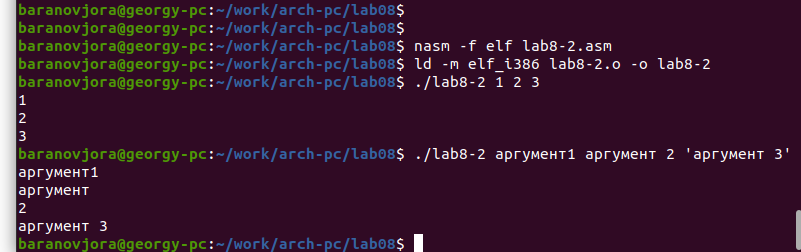 baranovjora@georgy-pc:~/work/arch-pc/lab08$
baranovjora@georgy-pc:~/work/arch-pc/lab08$
baranovjora@georgy-pc:~/work/arch-pc/lab08$ nasm -f elf lab8-2.asm
baranovjora@georgy-pc:~/work/arch-pc/lab08$ ld -m elf_i386 lab8-2.o -o lab8-2
baranovjora@georgy-pc:~/work/arch-pc/lab08$ ./lab8-2 1 2 3
1
2
3
baranovjora@georgy-pc:~/work/arch-pc/lab08$ ./lab8-2 аргумент1 аргумент 2 'аргумент 3'
аргумент1
аргумент
2
аргумент 3
baranovjora@georgy-pc:~/work/arch-pc/lab08$